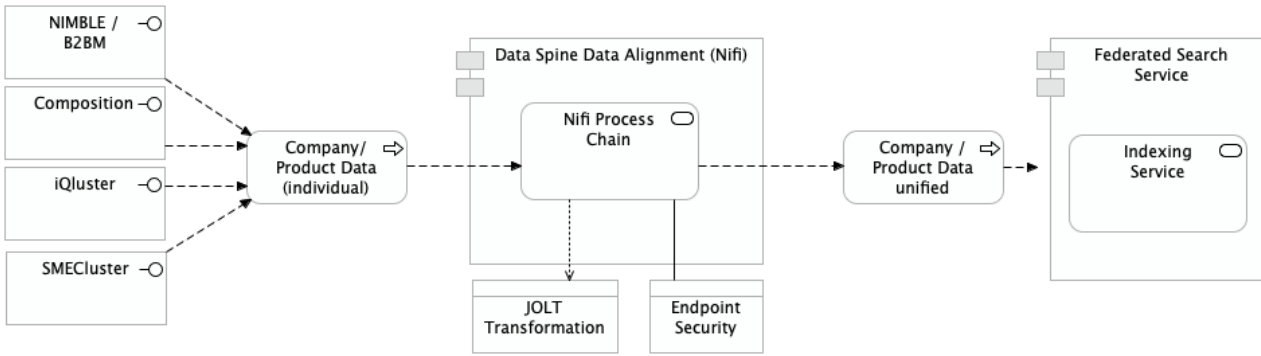 NIMBLE /
B2BM
Composition
iQluster
SMECluster
Company/
Product Data
(individual)
Data Spine Data Alignment (Nifi)
Nifi Process
Chain
JOLT
Transformation
Endpoint
Security
Company /
Product Data
unified
Federated Search
Service
Indexing
Service